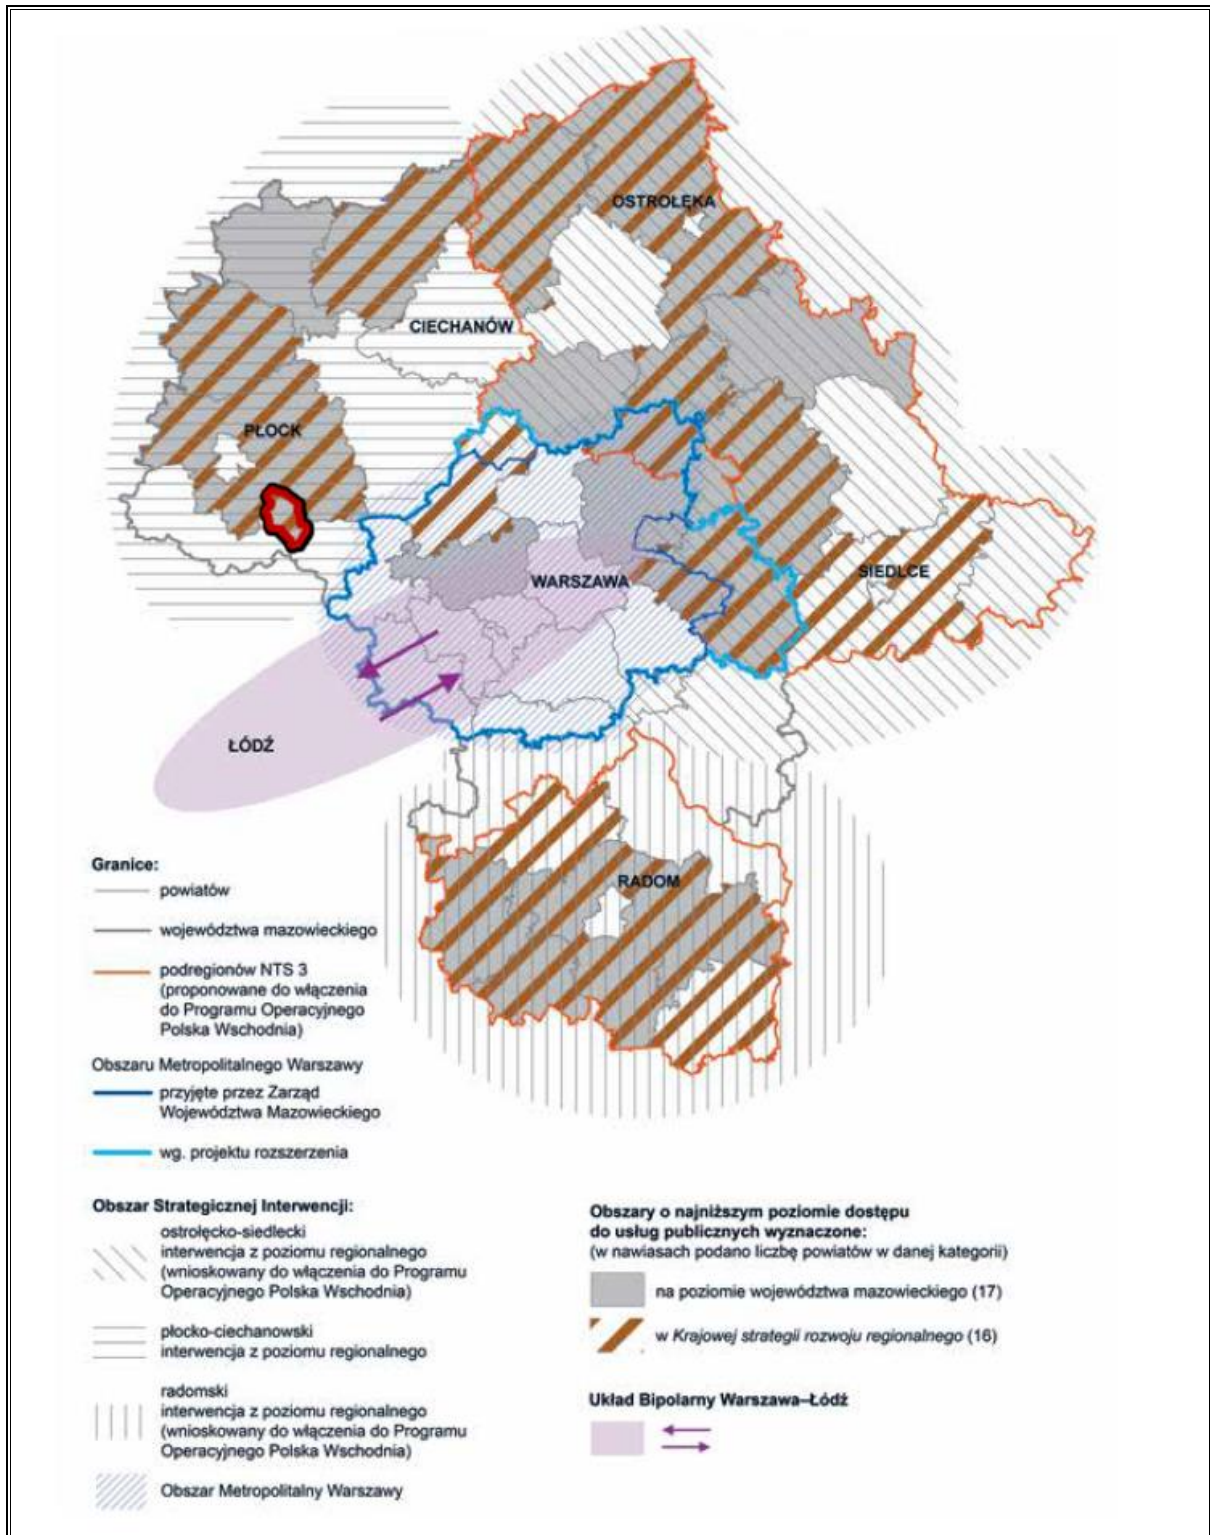 OSTROŁĘKA
CIECHANÓW
PŁOCK
WARSZAWA
SIEDLCE
ŁÓDŹ
RADOM
Granice:
powiatów
województwa mazowieckiego
podregionów NTS 3
(proponowane do włączenia
do Programu Operacyjnego
Polska Wschodnia)
Obszaru Metropolitalnego Warszawy
przyjęte przez Zarząd
Województwa Mazowieckiego
wg. projektu rozszerzenia
Obszar Strategicznej Interwencji:
ostrołęcko-siedlecki
interwencja z poziomu regionalnego
(wnioskowany do włączenia do Programu
Operacyjnego Polska Wschodnia)
płocko-ciechanowski
interwencja z poziomu regionalnego
radomski
interwencja z poziomu regionalnego
(wnioskowany do włączenia do Programu
Operacyjnego Polska Wschodnia)
Obszar Metropolitalny Warszawy
Obszary o najniższym poziomie dostępu
do usług publicznych wyznaczone:
(w nawiasach podano liczbę powiatów w danej kategorii)
na poziomie województwa mazowieckiego (17)
w Krajowej strategii rozwoju regionalnego (16)
Układ Bipolarny Warszawa–Łódź